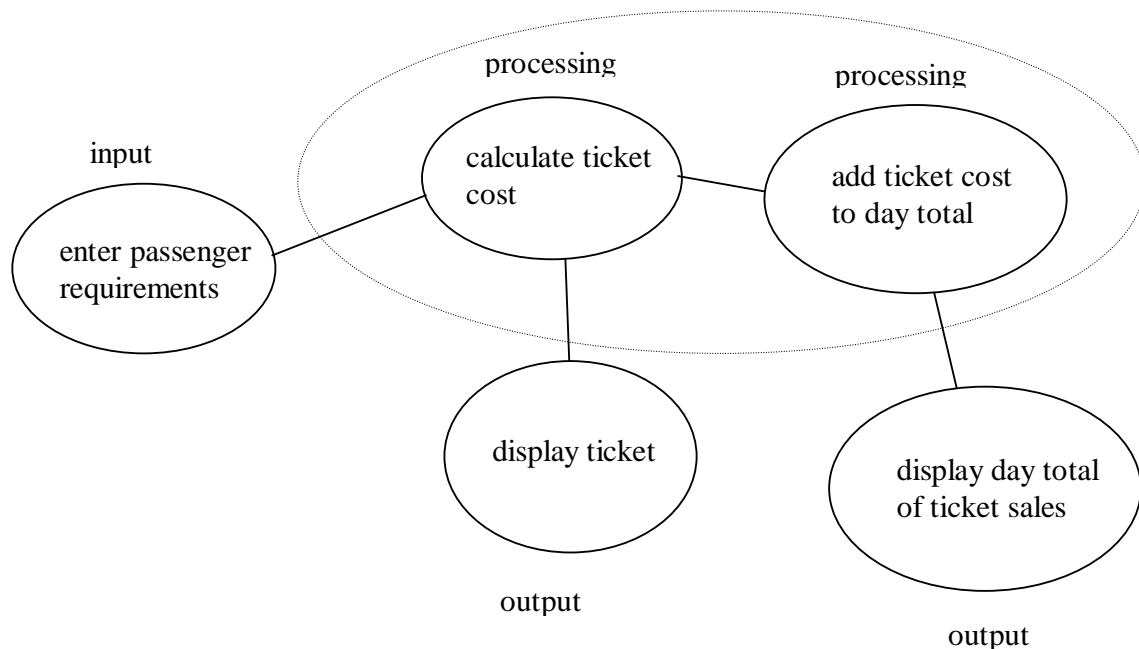 processing
processing
input
calculate ticket
cost
add ticket cost
to day total
enter passenger
requirements
display ticket
display day total
of ticket sales
output
output